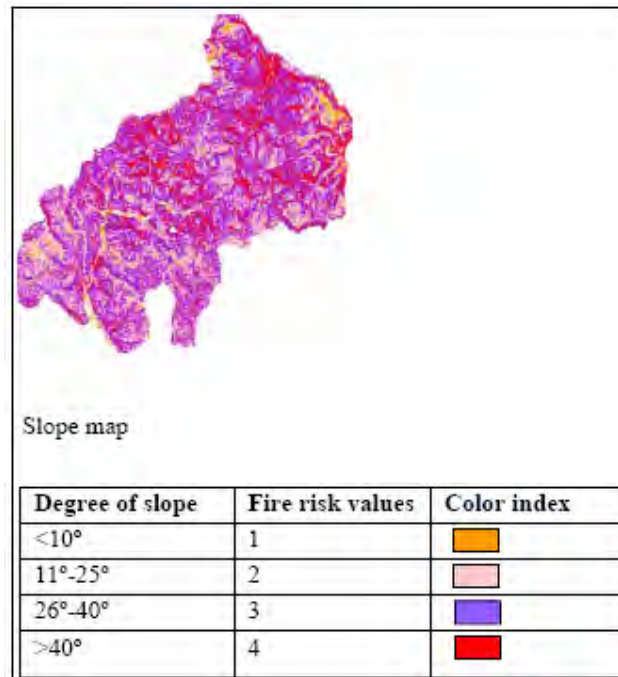 Slope map
Degree of slope Fire risk values Color index
<10° 1
11°-25° 2
26°-40° 3
>40° 4